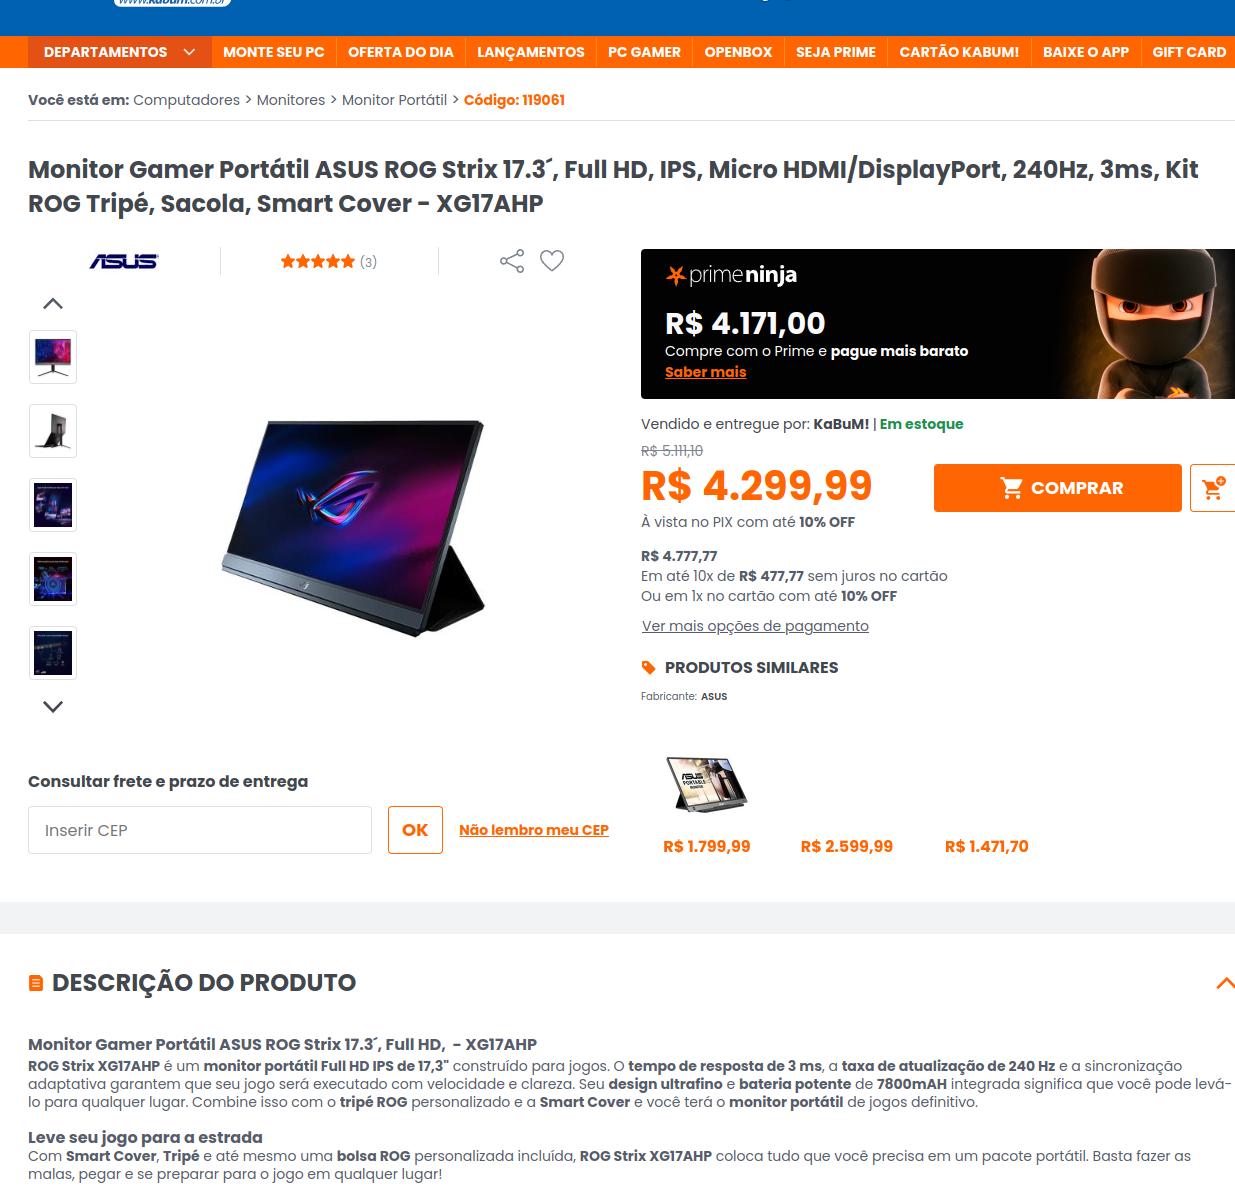 www.kabum.com.br
DEPARTAMENTOS
MONTE SEU PC
OFERTA DO DIA
LANÇAMENTOS
PC GAMER
OPENBOX
SEJA PRIME
CARTÃO KABUM!
BAIXE O APP
GIFT CARD
Você está em: Computadores > Monitores > Monitor Portátil > Código: 119061
Monitor Gamer Portátil ASUS ROG Strix 17.3´, Full HD, IPS, Micro HDMI/DisplayPort, 240Hz, 3ms, Kit
ROG Tripé, Sacola, Smart Cover - XG17AHP
ASUS
(3)
primeninja
R$ 4.171,00
Compre com o Prime e pague mais barato
Saber mais
Vendido e entregue por: KaBuM! | Em estoque
R$ 5.111,10
R$ 4.299,99
COMPRAR
À vista no PIX com até 10% OFF
R$ 4.777,77
Em até 10x de R$ 477,77 sem juros no cartão
Ou em 1x no cartão com até 10% OFF
Ver mais opções de pagamento
PRODUTOS SIMILARES
Fabricante: ASUS
ASUS
PORTABLE
MONITOR
R$ 1.799,99
R$ 2.599,99
R$ 1.471,70
Consultar frete e prazo de entrega
Inserir CEP
OK
Não lembro meu CEP
DESCRIÇÃO DO PRODUTO
Monitor Gamer Portátil ASUS ROG Strix 17.3´, Full HD,  - XG17AHP
ROG Strix XG17AHP é um monitor portátil Full HD IPS de 17,3" construído para jogos. O tempo de resposta de 3 ms, a taxa de atualização de 240 Hz e a sincronização
adaptativa garantem que seu jogo será executado com velocidade e clareza. Seu design ultrafino e bateria potente de 7800mAH integrada significa que você pode levá-
lo para qualquer lugar. Combine isso com o tripé ROG personalizado e a Smart Cover e você terá o monitor portátil de jogos definitivo.
Leve seu jogo para a estrada
Com Smart Cover, Tripé e até mesmo uma bolsa ROG personalizada incluída, ROG Strix XG17AHP coloca tudo que você precisa em um pacote portátil. Basta fazer as
malas, pegar e se preparar para o jogo em qualquer lugar!